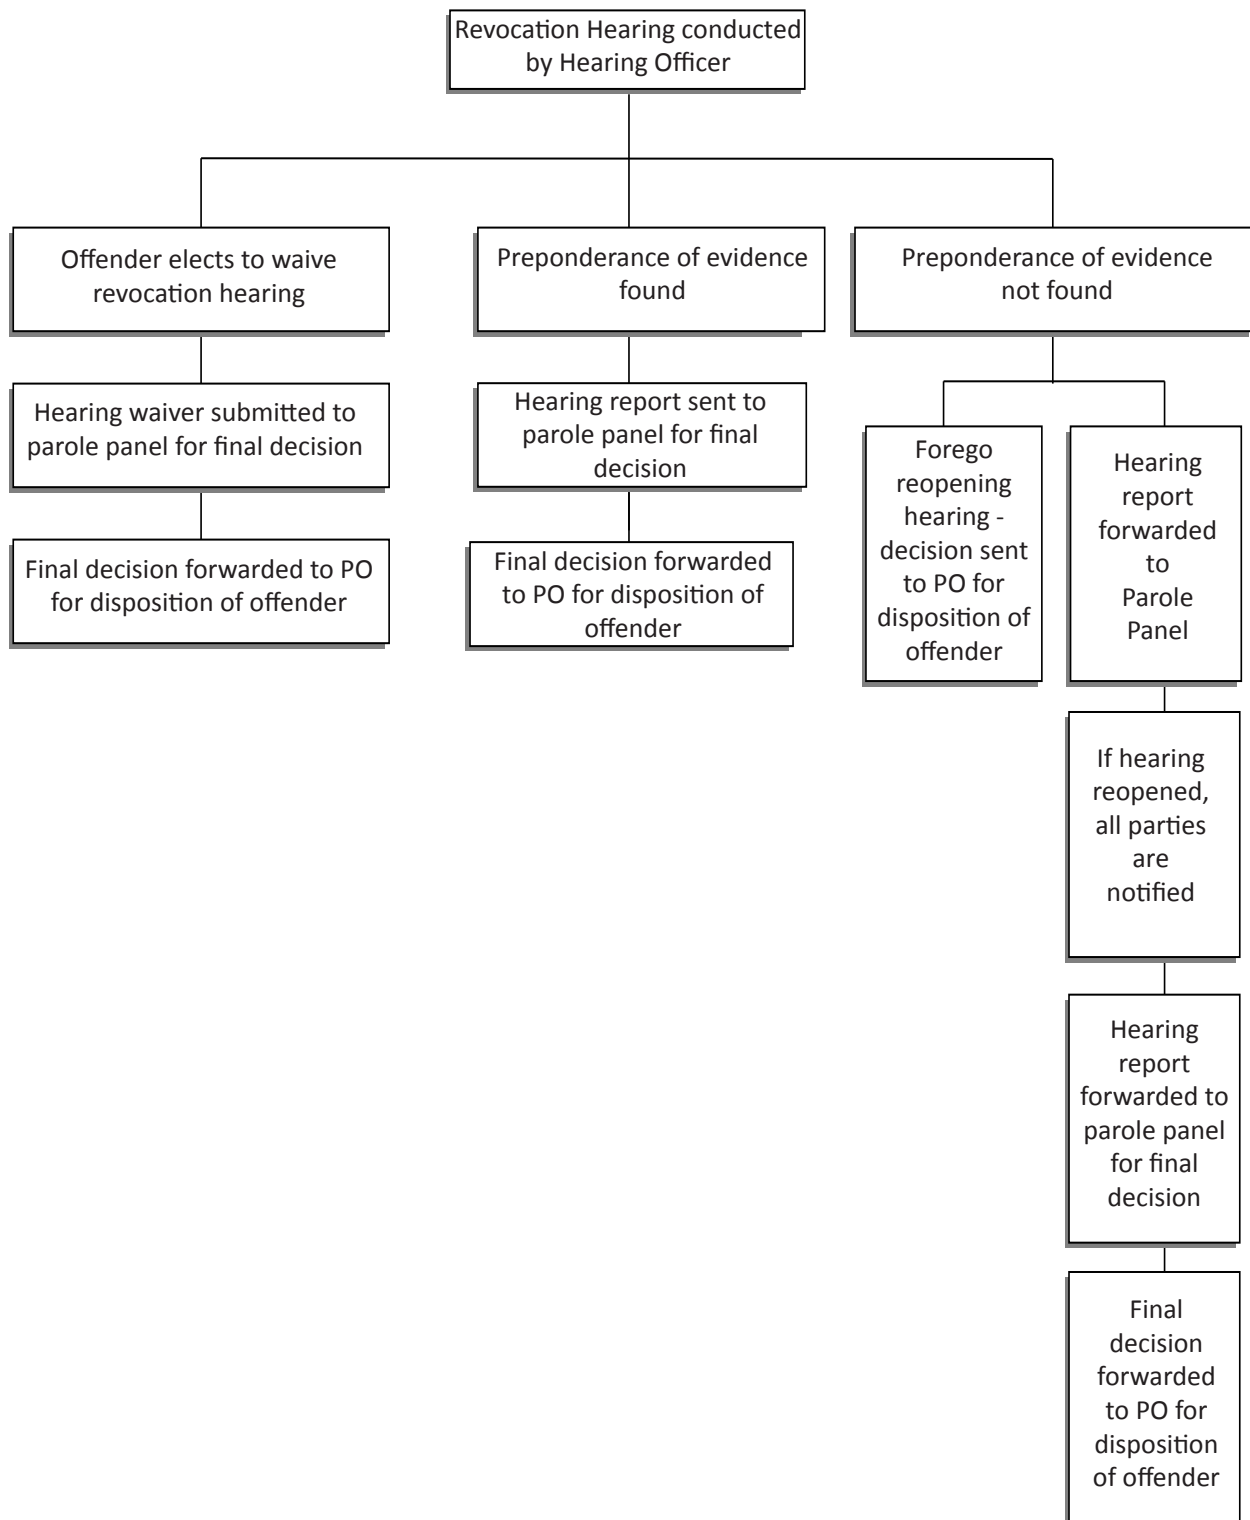 Revocation Hearing conducted
by Hearing Officer
Offender elects to waive
revocation hearing
Preponderance of evidence
found
Preponderance of evidence
not found
Hearing waiver submitted to
parole panel for final decision
Hearing report sent to
parole panel for final
decision
Forego
reopening
hearing -
decision sent
to PO for
disposition of
offender
Hearing
report
forwarded
to
Parole
Panel
Final decision forwarded to PO
for disposition of offender
Final decision forwarded
to PO for disposition of
offender
If hearing
reopened,
all parties
are
notified
Hearing
report
forwarded to
parole panel
for final
decision
Final
decision
forwarded
to PO for
disposition
of offender